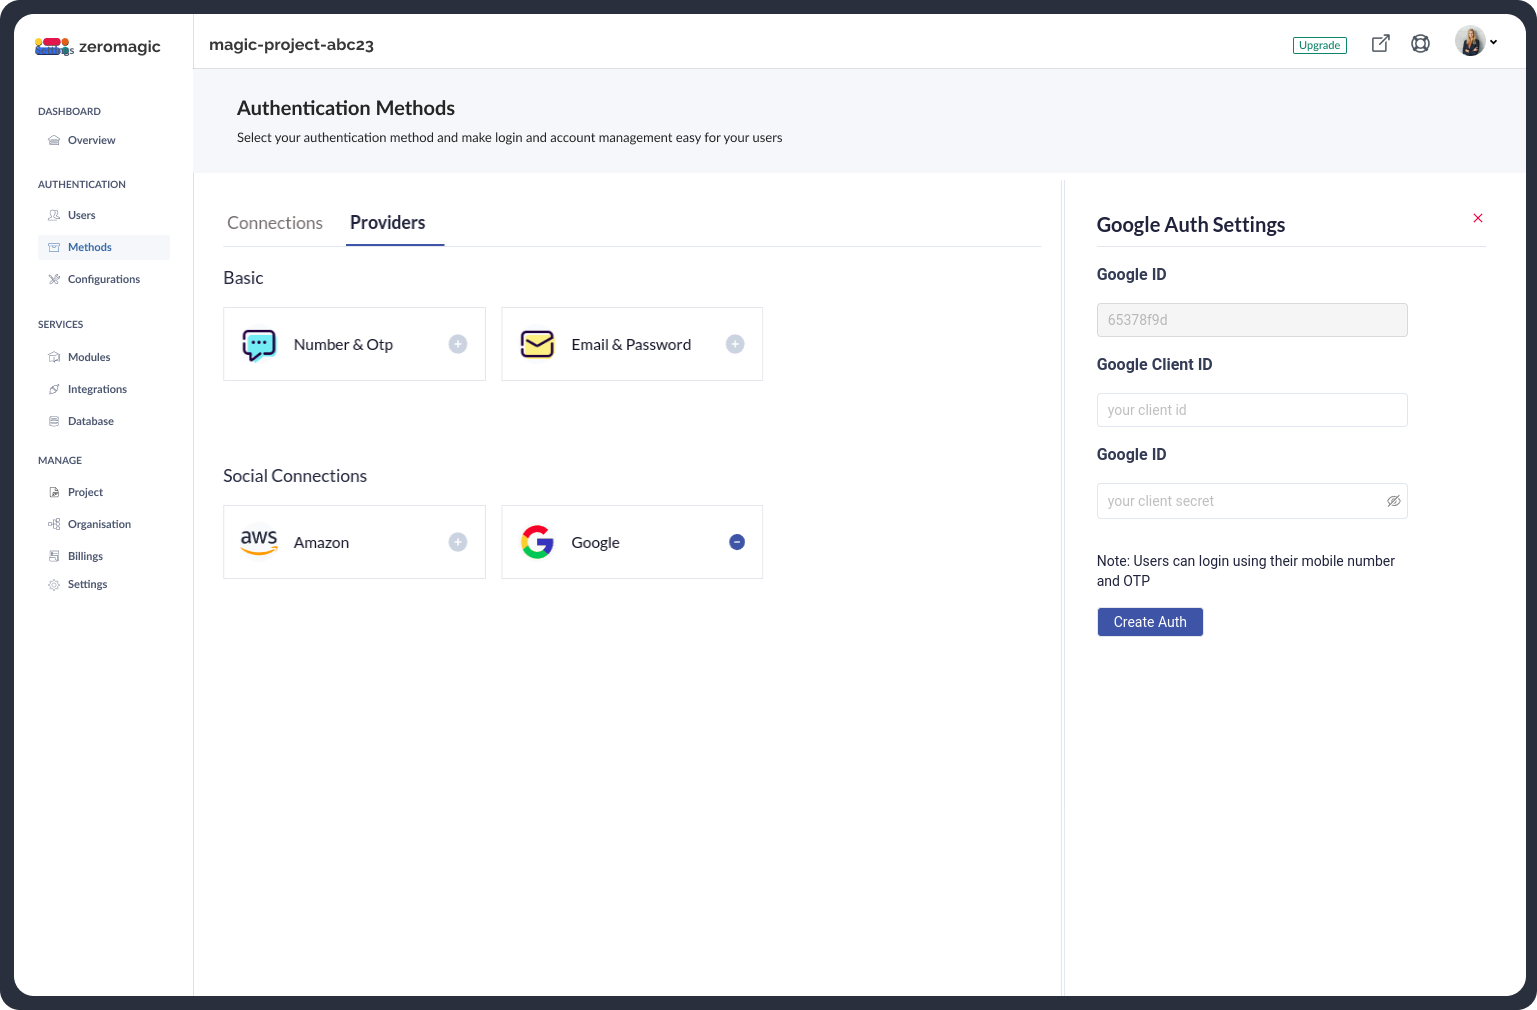 zeromagic
magic-project-abc23
Upgrade
DASHBOARD
Overview
AUTHENTICATION
Users
Methods
Configurations
SERVICES
Modules
Integrations
Database
MANAGE
Project
Organisation
Billings
Settings
Authentication Methods
Select your authentication method and make login and account management easy for your users
Connections
Providers
Basic
Number & Otp
Email & Password
Social Connections
aws
Amazon
Google
Google Auth Settings
Google ID
65378f9d
Google Client ID
your client id
Google ID
your client secret
Note: Users can login using their mobile number
and OTP
Create Auth